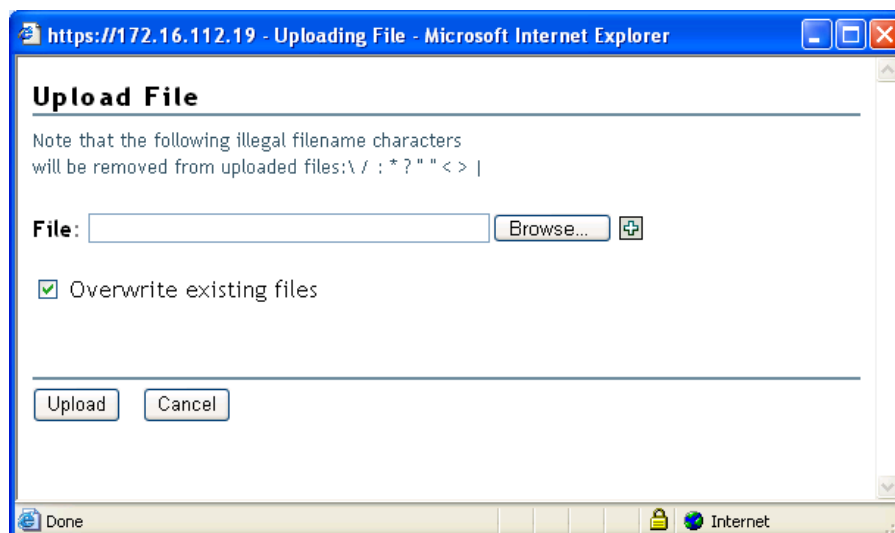 https://172.16.112.19 - Uploading File - Microsoft Internet Explorer
Upload File
Note that the following illegal filename characters
will be removed from uploaded files:\ / : * ? " " < > |
File: Browse...
Overwrite existing files
Upload Cancel
Done Internet